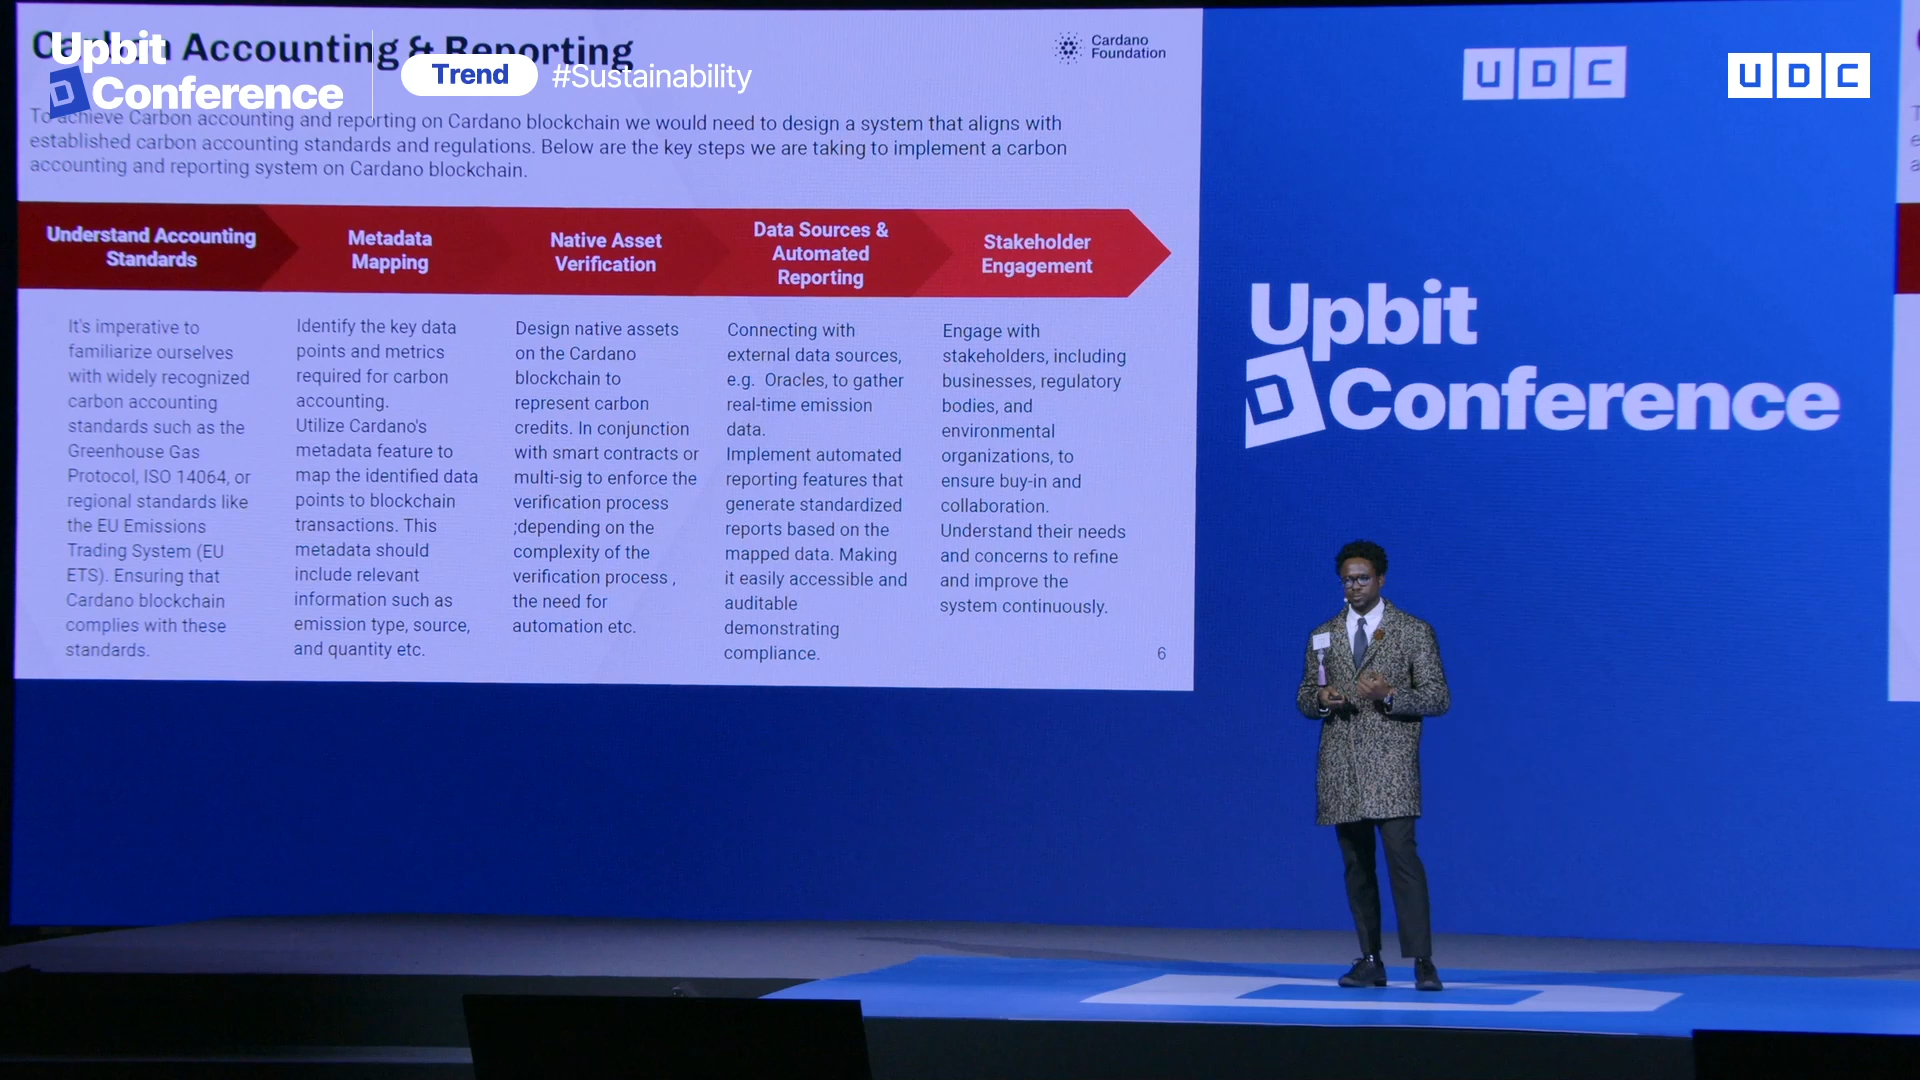 Carbon Accounting & Reporting
Upbit
D Conference
Trend
#Sustainability
Cardano
Foundation
UDC
UDC
To achieve Carbon accounting and reporting on Cardano blockchain we would need to design a system that aligns with
established carbon accounting standards and regulations. Below are the key steps we are taking to implement a carbon
accounting and reporting system on Cardano blockchain.
Understand Accounting
Standards
Metadata
Mapping
Native Asset
Verification
Data Sources &
Automated
Reporting
Stakeholder
Engagement
It's imperative to
familiarize ourselves
with widely recognized
carbon accounting
standards such as the
Greenhouse Gas
Protocol, ISO 14064, or
regional standards like
the EU Emissions
Trading System (EU
ETS). Ensuring that
Cardano blockchain
complies with these
standards.
Identify the key data
points and metrics
required for carbon
accounting.
Utilize Cardano's
metadata feature to
map the identified data
points to blockchain
transactions. This
metadata should
include relevant
information such as
emission type, source,
and quantity etc.
Design native assets
on the Cardano
blockchain to
represent carbon
credits. In conjunction
with smart contracts or
multi-sig to enforce the
verification process
;depending on the
complexity of the
verification process ,
the need for
automation etc.
Connecting with
external data sources,
e.g. Oracles, to gather
real-time emission
data.
Implement automated
reporting features that
generate standardized
reports based on the
mapped data. Making
it easily accessible and
auditable
demonstrating
compliance.
Engage with
stakeholders, including
businesses, regulatory
bodies, and
environmental
organizations, to
ensure buy-in and
collaboration.
Understand their needs
and concerns to refine
and improve the
system continuously.
6
Upbit
D Conference